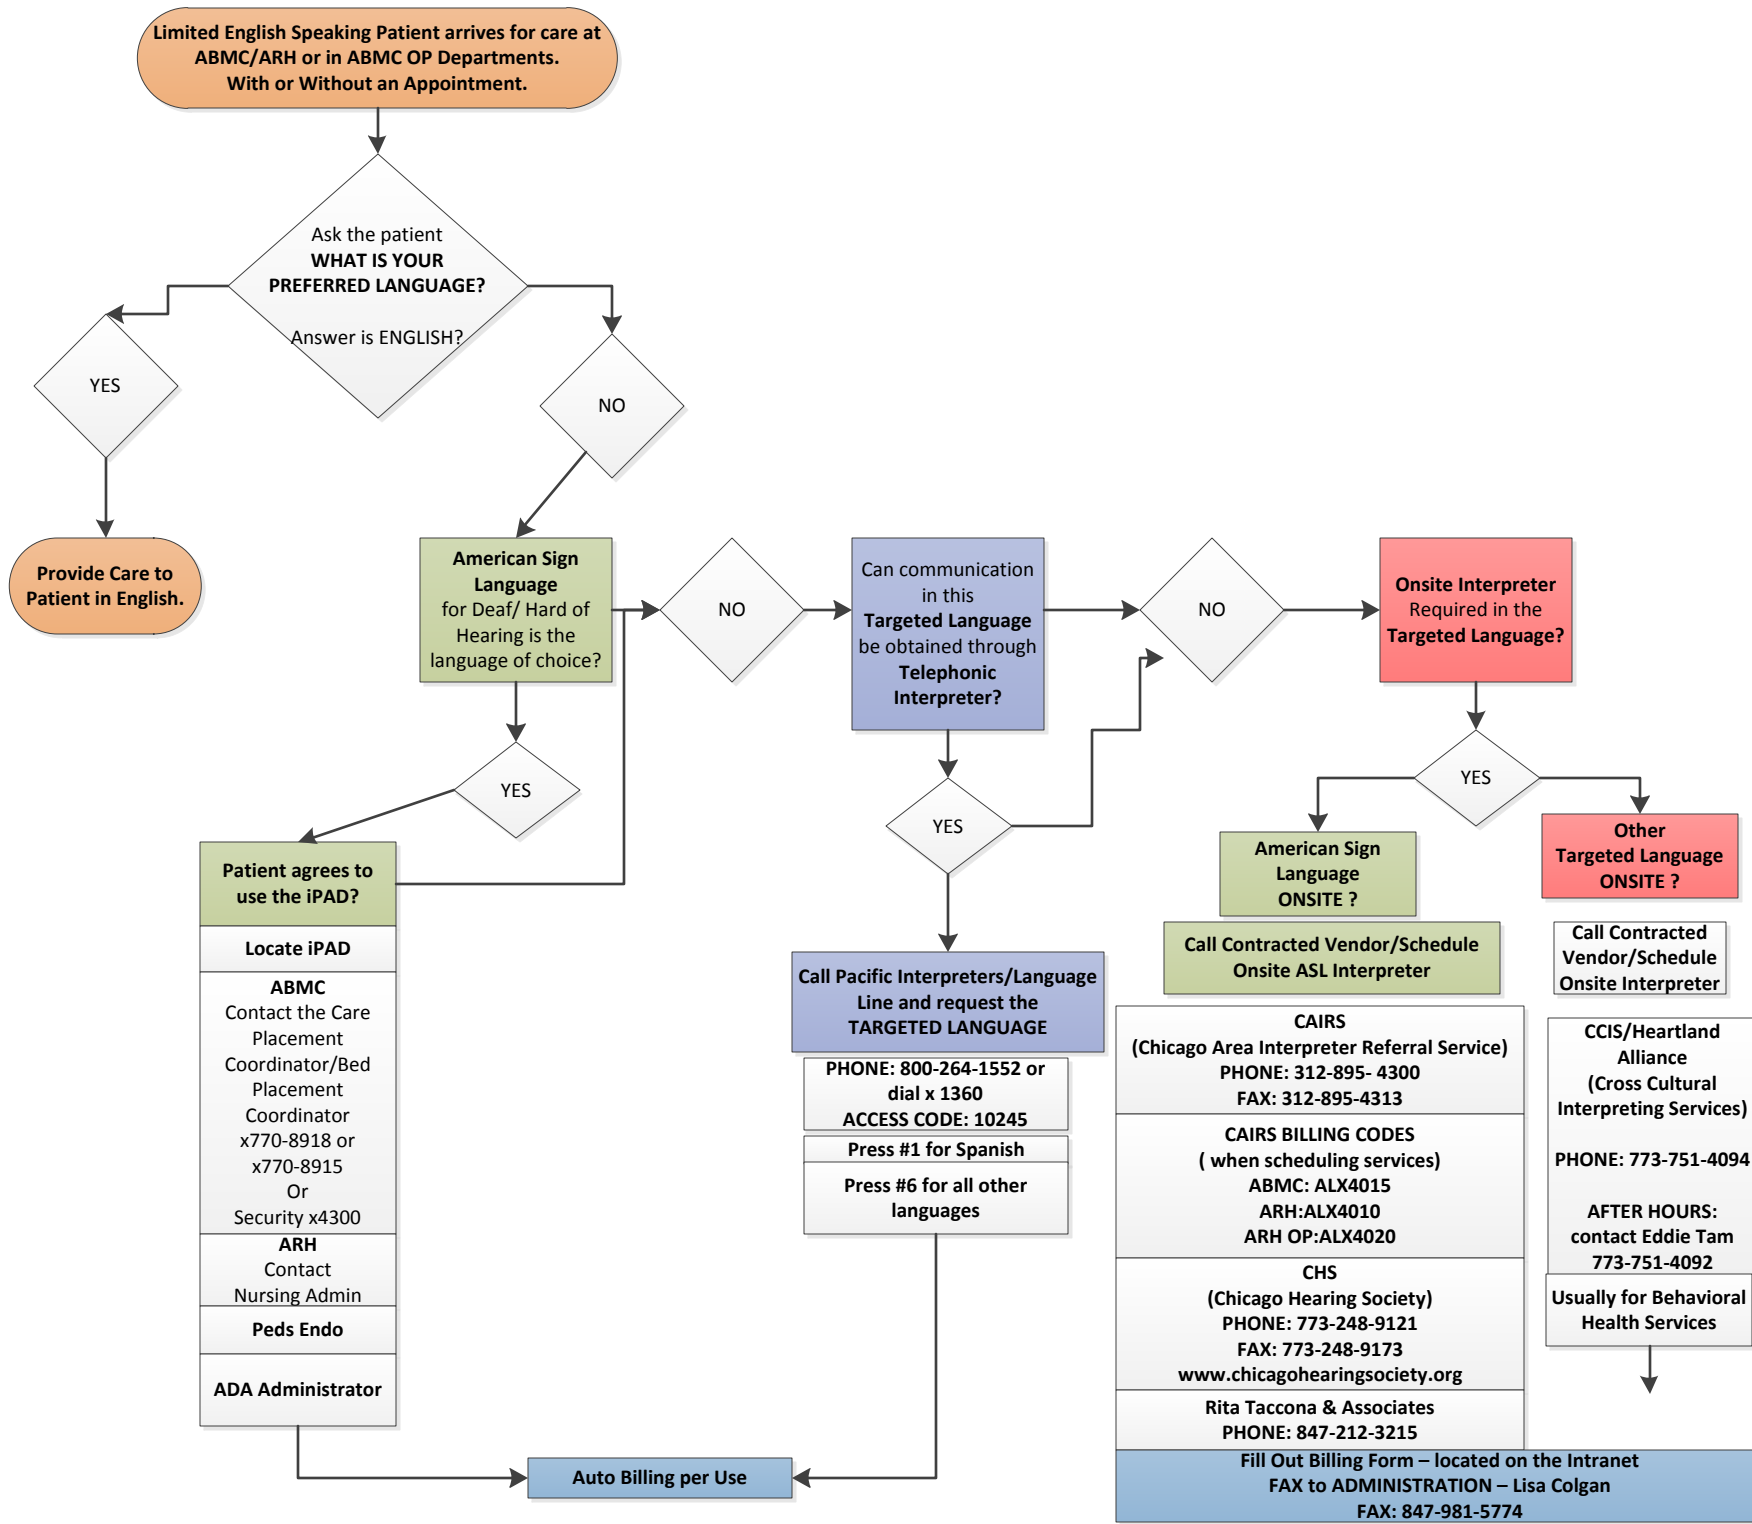 Limited English Speaking Patient arrives for care at
ABMC/ARH or in ABMC OP Departments.
With or Without an Appointment.
Ask the patient
WHAT IS YOUR
PREFERRED LANGUAGE?
Answer is ENGLISH?
YES
NO
Provide Care to
Patient in English.
American Sign
Language
for Deaf/ Hard of
Hearing is the
language of choice?
NO
Can communication
in this
Targeted Language
be obtained through
Telephonic
Interpreter?
NO
Onsite Interpreter
Required in the
Targeted Language?
YES
YES
YES
Patient agrees to
use the iPAD?
Locate iPAD
ABMC
Contact the Care
Placement
Coordinator/Bed
Placement
Coordinator
x770-8918 or
x770-8915
Or
Security x4300
ARH
Contact
Nursing Admin
Peds Endo
ADA Administrator
Call Pacific Interpreters/Language
Line and request the
TARGETED LANGUAGE
PHONE: 800-264-1552 or
dial x 1360
ACCESS CODE: 10245
Press #1 for Spanish
Press #6 for all other
languages
Auto Billing per Use
American Sign
Language
ONSITE ?
Call Contracted Vendor/Schedule
Onsite ASL Interpreter
CAIRS
(Chicago Area Interpreter Referral Service)
PHONE: 312-895- 4300
FAX: 312-895-4313
CAIRS BILLING CODES
( when scheduling services)
ABMC: ALX4015
ARH:ALX4010
ARH OP:ALX4020
CHS
(Chicago Hearing Society)
PHONE: 773-248-9121
FAX: 773-248-9173
www.chicagohearingsociety.org
Rita Taccona & Associates
PHONE: 847-212-3215
Other
Targeted Language
ONSITE ?
Call Contracted
Vendor/Schedule
Onsite Interpreter
CCIS/Heartland
Alliance
(Cross Cultural
Interpreting Services)
PHONE: 773-751-4094
AFTER HOURS:
contact Eddie Tam
773-751-4092
Usually for Behavioral
Health Services
Fill Out Billing Form – located on the Intranet
FAX to ADMINISTRATION – Lisa Colgan
FAX: 847-981-5774